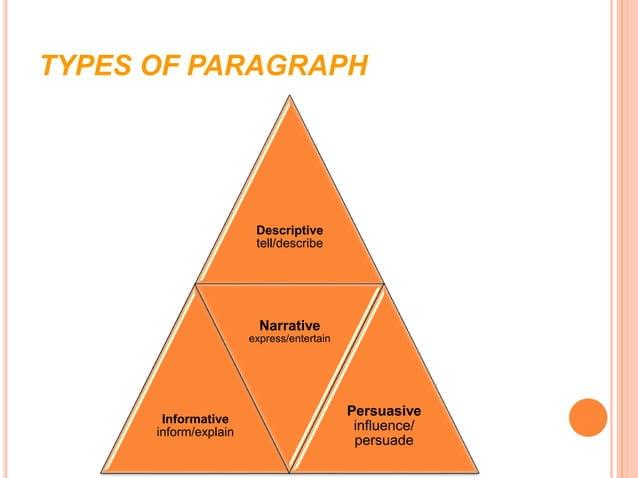 TYPES OF PARAGRAPH
Descriptive
tell/describe
Narrative
express/entertain
Informative
inform/explain
Persuasive
influence/
persuade